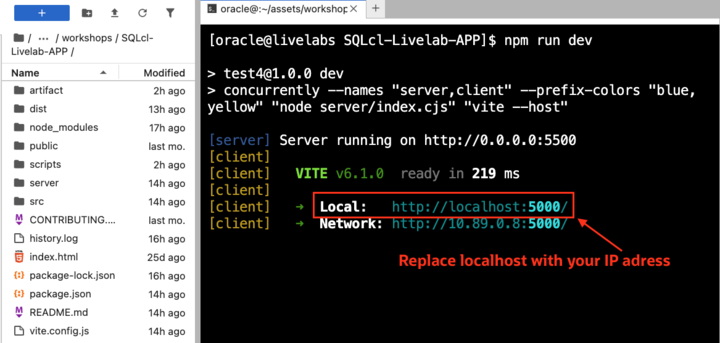 +
/ ··· / workshops / SQLcl-
Livelab-APP /
Name Modified
artifact 2h ago
dist 13h ago
node_modules 17h ago
public last mo.
scripts 2h ago
server 14h ago
src 14h ago
CONTRIBUTING.... last mo.
history.log 16h ago
index.html 25d ago
package-lock.json 16h ago
package.json 14h ago
README.md 14h ago
vite.config.js 14h ago
oracle@:~/assets/workshop X +
[oracle@livelabs SQLcl-Livelab-APP]$ npm run dev
> test4@1.0.0 dev
> concurrently --names "server,client" --prefix-colors "blue,
yellow" "node server/index.cjs" "vite --host"
[server] Server running on http://0.0.0.0:5500
[client]
[client] VITE v6.1.0 ready in 219 ms
[client]
[client] ➜ Local: http://localhost:5000/
[client] ➜ Network: http://10.89.0.8:5000/
Replace localhost with your IP adress